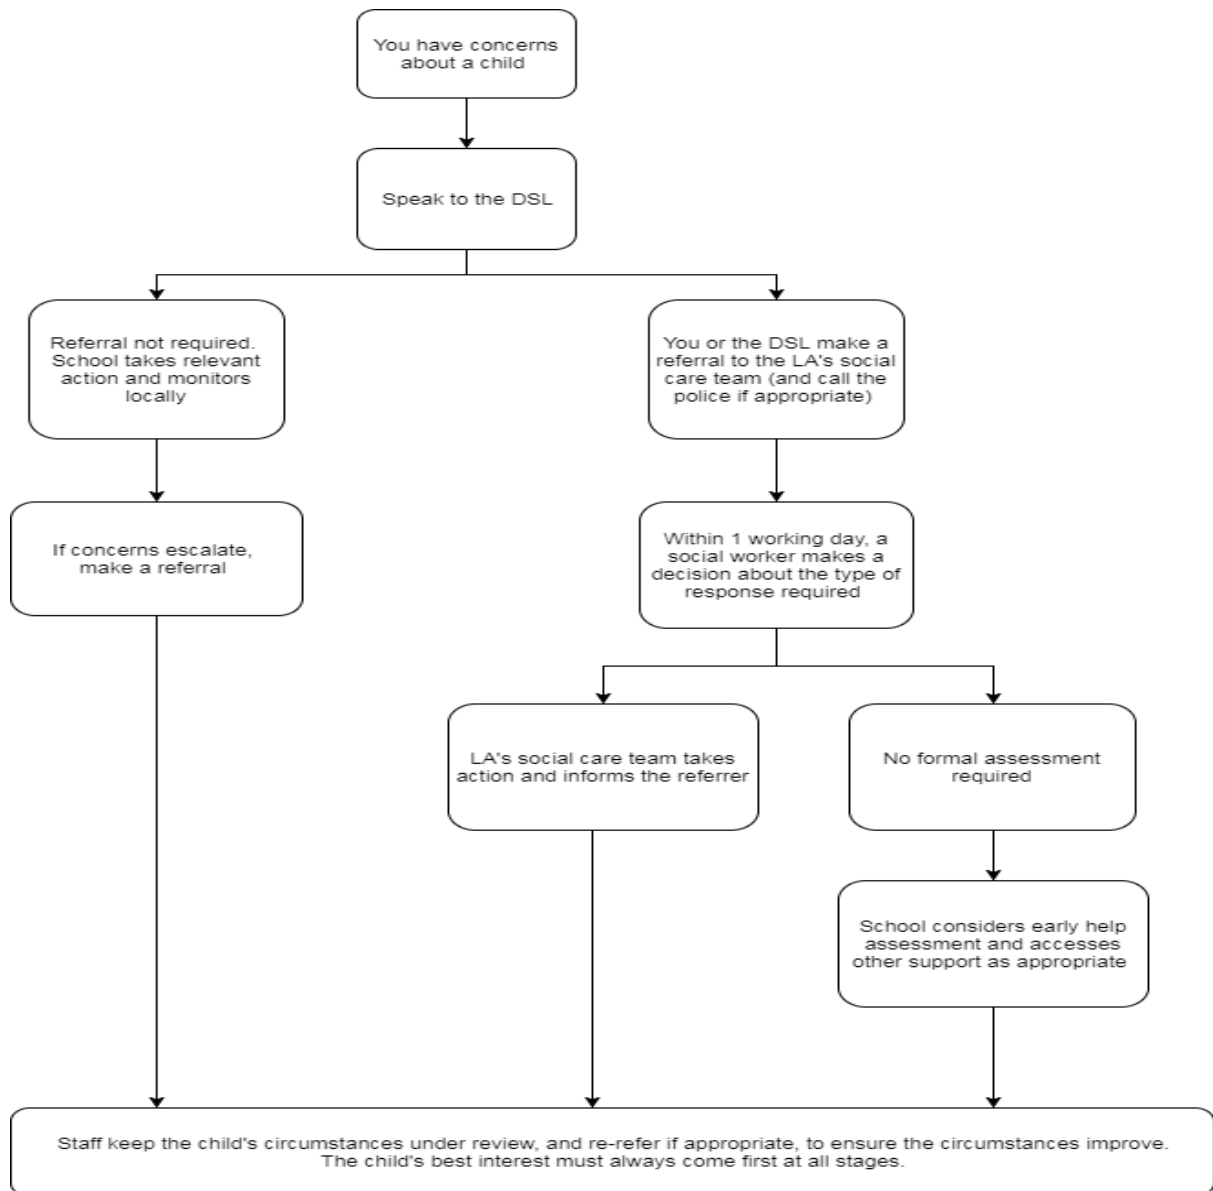 You have concerns
about a child
Speak to the DSL
Referral not required.
School takes relevant
action and monitors
locally
You or the DSL make a
referral to the LA's social
care team (and call the
police if appropriate)
If concerns escalate,
make a referral
Within 1 working day, a
social worker makes a
decision about the type of
response required
LA's social care team takes
action and informs the referrer
No formal assessment
required
School considers early help
assessment and accesses
other support as appropriate
Staff keep the child's circumstances under review, and re-refer if appropriate, to ensure the circumstances improve.
The child's best interest must always come first at all stages.